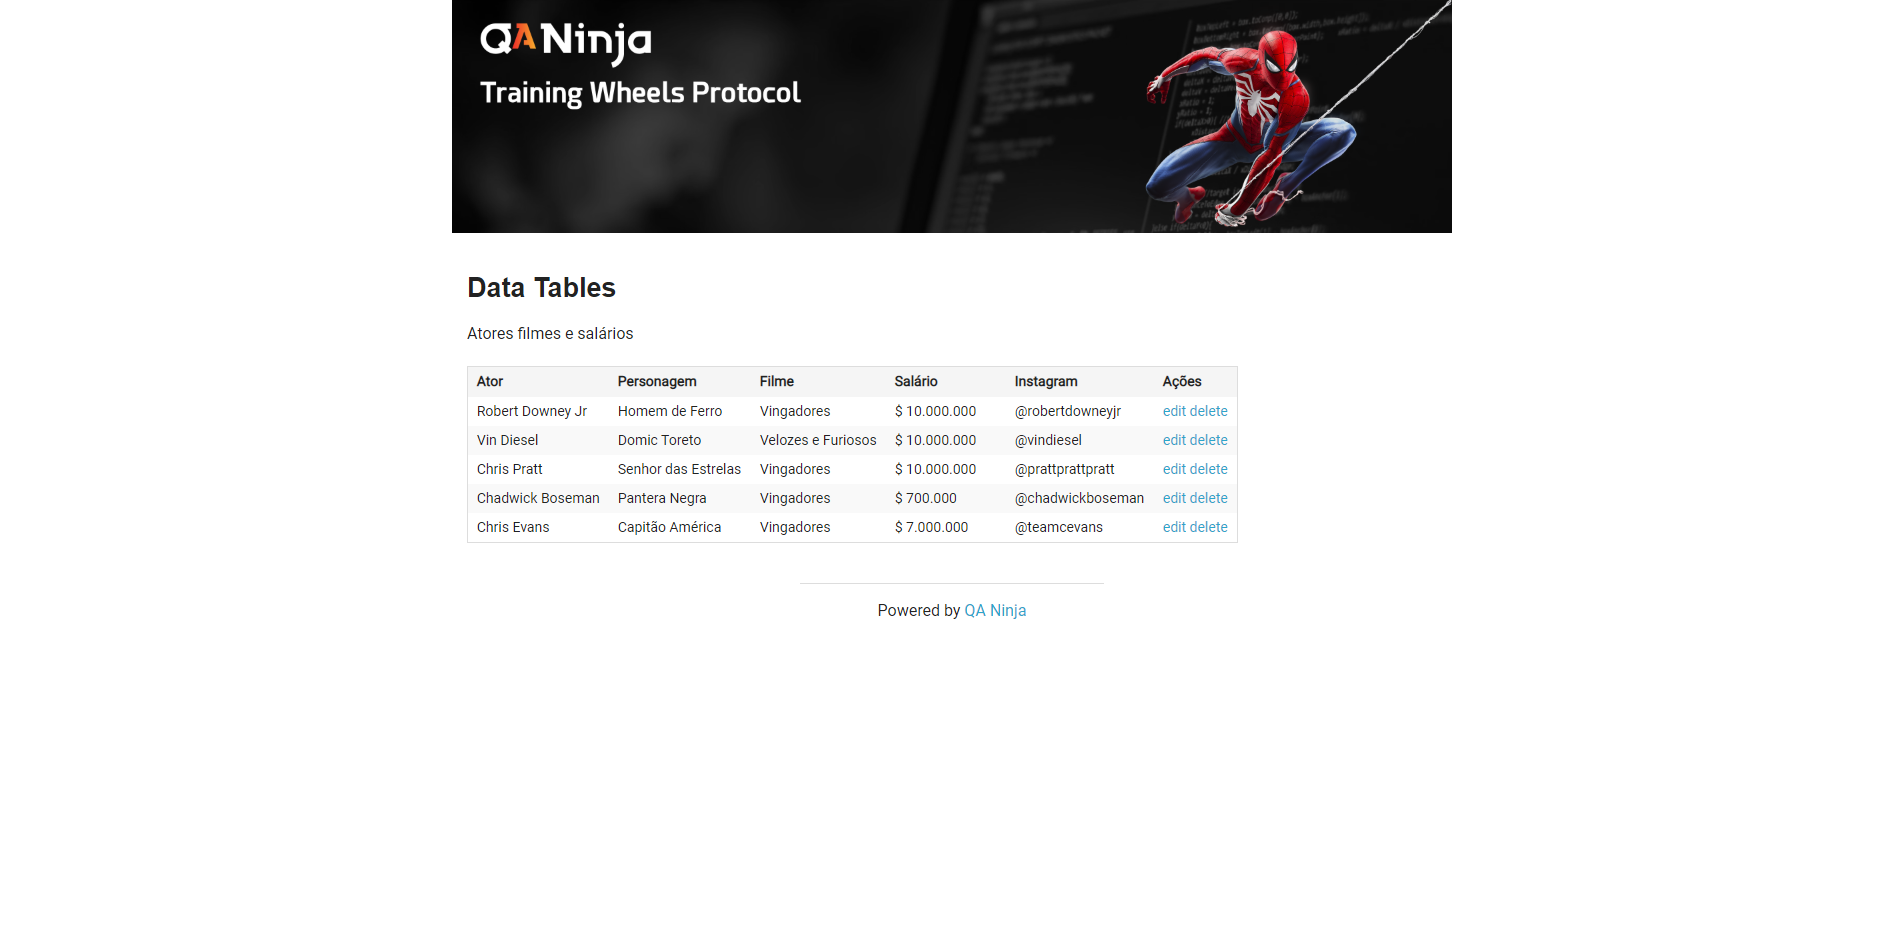 QA Ninja
Training Wheels Protocol
Data Tables
Atores filmes e salários
Ator Personagem Filme Salário Instagram Ações
Robert Downey Jr Homem de Ferro Vingadores $ 10.000.000 @robertdowneyjr edit delete
Vin Diesel Domic Toreto Velozes e Furiosos $ 10.000.000 @vindiesel edit delete
Chris Pratt Senhor das Estrelas Vingadores $ 10.000.000 @prattprattpratt edit delete
Chadwick Boseman Pantera Negra Vingadores $ 700.000 @chadwickboseman edit delete
Chris Evans Capitão América Vingadores $ 7.000.000 @teamcevans edit delete
Powered by QA Ninja